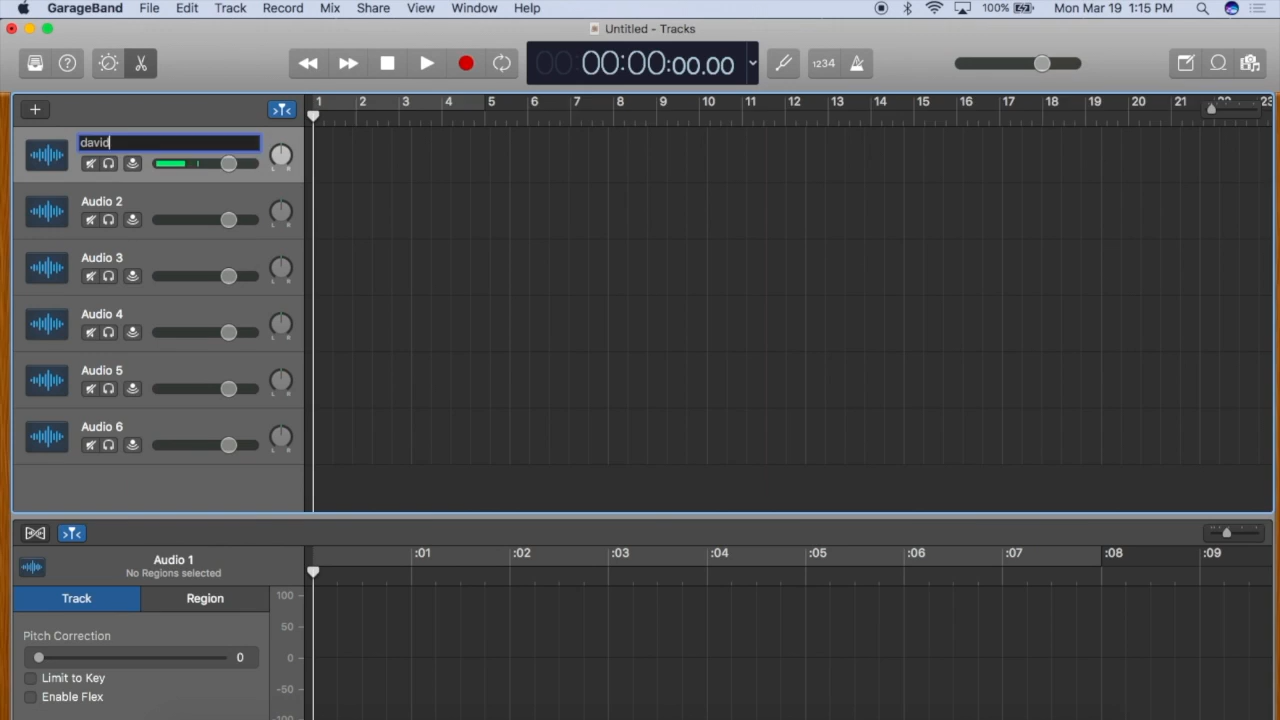 GarageBand File Edit Track Record Mix Share View Window Help 100% Mon Mar 19 1:15 PM
Untitled - Tracks
00:00:00.00 1234
1 2 3 4 5 6 7 8 9 10 11 12 13 14 15 16 17 18 19 20 21
david
L R
Audio 2
L R
Audio 3
L R
Audio 4
L R
Audio 5
L R
Audio 6
L R
:01 :02 :03 :04 :05 :06 :07 :08 :09
Audio 1
No Regions selected
Track Region
100
50
Pitch Correction
0 0
Limit to Key
-50
Enable Flex
-100